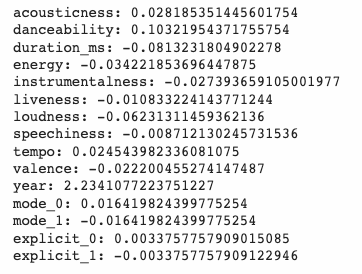 acousticness: 0.028185351445601754
danceability: 0.10321954371755754
duration_ms: -0.0813231804902278
energy: -0.034221853696447875
instrumentalness: -0.027393659105001977
liveness: -0.010833224143771244
loudness: -0.06231311459362136
speechiness: -0.008712130245731536
tempo: 0.024543982336081075
valence: -0.022200455274147487
year: 2.2341077223751227
mode_0: 0.016419824399775254
mode_1: -0.016419824399775254
explicit_0: 0.0033757757909015085
explicit_1: -0.0033757757909122946